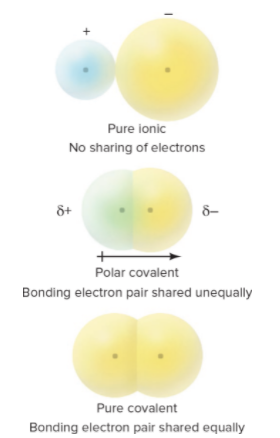 + −
Pure ionic
No sharing of electrons
δ+ δ−
Polar covalent
Bonding electron pair shared unequally
Pure covalent
Bonding electron pair shared equally